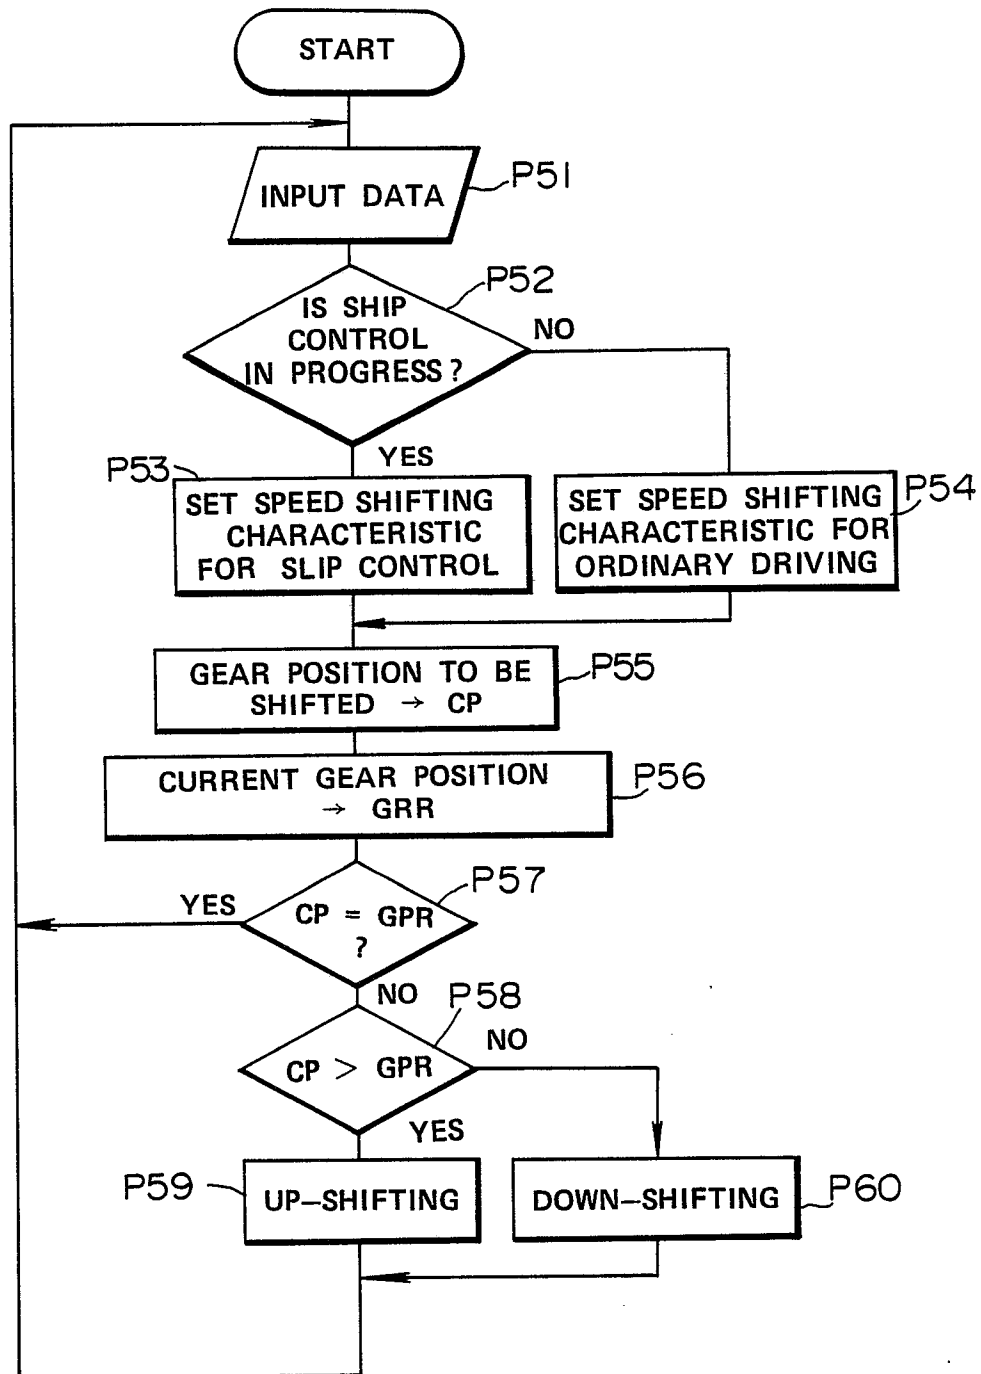 START
INPUT DATA
P51
P52
IS SHIP
CONTROL
IN PROGRESS?
NO
YES
P53
SET SPEED SHIFTING
CHARACTERISTIC
FOR SLIP CONTROL
P54
SET SPEED SHIFTING
CHARACTERISTIC FOR
ORDINARY DRIVING
GEAR POSITION TO BE
SHIFTED → CP
P55
CURRENT GEAR POSITION
→ GRR
P56
P57
YES
CP = GPR
?
NO
P58
CP > GPR
NO
YES
P59
UP-SHIFTING
DOWN-SHIFTING
P60